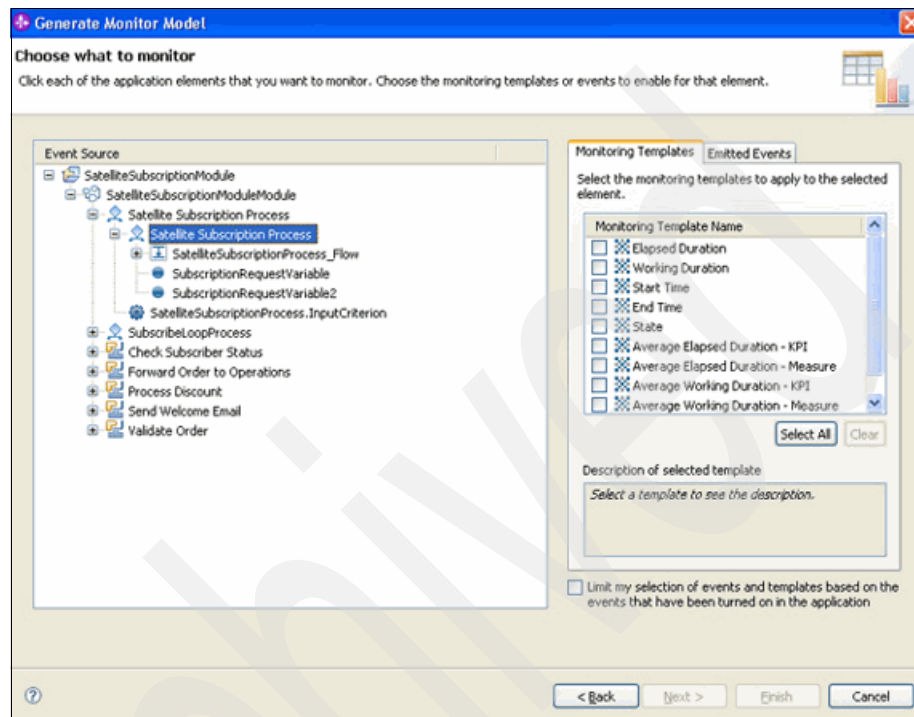 Generate Monitor Model
Choose what to monitor
Click each of the application elements that you want to monitor. Choose the monitoring templates or events to enable for that element.
Event Source
SatelliteSubscriptionModule
SatelliteSubscriptionModuleModule
Satellite Subscription Process
Satellite Subscription Process
SatelliteSubscriptionProcess_Flow
SubscriptionRequestVariable
SubscriptionRequestVariable2
SatelliteSubscriptionProcess.InputCriterion
SubscribeLoopProcess
Check Subscriber Status
Forward Order to Operations
Process Discount
Send Welcome Email
Validate Order
Monitoring Templates Emitted Events
Select the monitoring templates to apply to the selected
element.
Monitoring Template Name
Elapsed Duration
Working Duration
Start Time
End Time
State
Average Elapsed Duration - KPI
Average Elapsed Duration - Measure
Average Working Duration - KPI
Average Working Duration - Measure
Select All Clear
Description of selected template
Select a template to see the description.
Limit my selection of events and templates based on the
events that have been turned on in the application
< Back Next > Finish Cancel